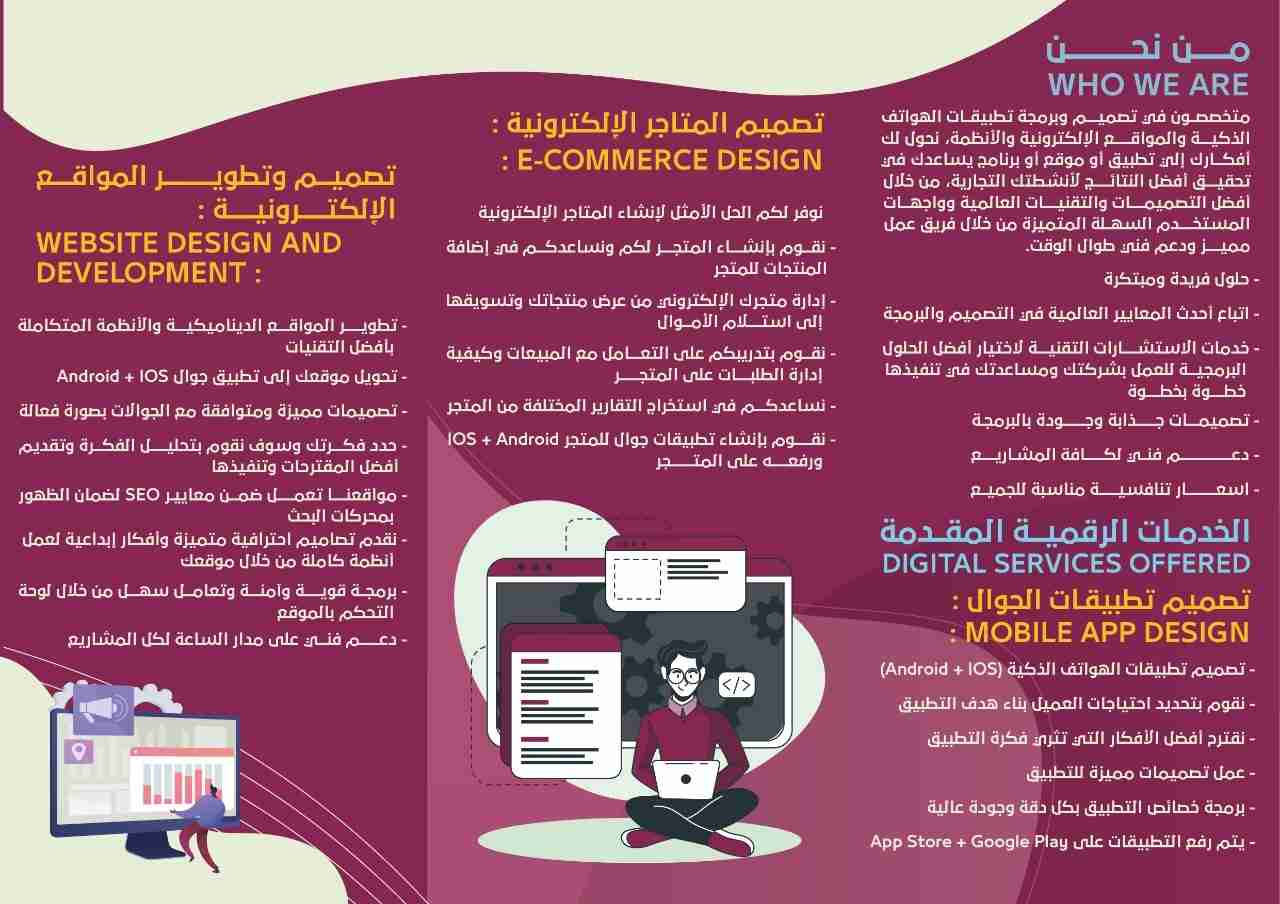 مـــن نحـــن
WHO WE ARE
متخصصون في تصميم وبرمجة تطبيقات الهواتف
الذكية والمواقع الإلكترونية والأنظمة، نحول لك
أفكارك إلي تطبيق أو موقع أو برنامج يساعدك في
تحقيق أفضل النتائج لأنشطتك التجارية، من خلال
أفضل التصميمات والتقنيات العالمية وواجهات
المستخدم السهلة المتميزة من خلال فريق عمل
مميز ودعم فني طوال الوقت.
- حلول فريدة ومبتكرة
- اتباع أحدث المعايير العالمية في التصميم والبرمجة
- خدمات الاستشارات التقنية لاختيار أفضل الحلول
البرمجية للعمل بشركتك ومساعدتك في تنفيذها
خطوة بخطوة
- تصميمات جذابة وجودة بالبرمجة
- دعم فني لكافة المشاريع
- اسعار تنافسية مناسبة للجميع
الخدمات الرقمية المقدمة
DIGITAL SERVICES OFFERED
تصميم تطبيقات الجوال :
: MOBILE APP DESIGN
- تصميم تطبيقات الهواتف الذكية (Android + IOS)
- نقوم بتحديد احتياجات العميل بناء هدف التطبيق
- نقترح أفضل الأفكار التي تثري فكرة التطبيق
- عمل تصميمات مميزة للتطبيق
- برمجة خصائص التطبيق بكل دقة وجودة عالية
- يتم رفع التطبيقات على App Store + Google Play
تصميم المتاجر الإلكترونية :
: E-COMMERCE DESIGN
نوفر لكم الحل الأمثل لإنشاء المتاجر الإلكترونية
- نقوم بإنشاء المتجر لكم ونساعدكم في إضافة
المنتجات للمتجر
- إدارة متجرك الإلكتروني من عرض منتجاتك وتسويقها
إلى استلام الأموال
- نقوم بتدريبكم على التعامل مع المبيعات وكيفية
إدارة الطلبات على المتجر
- نساعدكم في استخراج التقارير المختلفة من المتجر
- نقوم بإنشاء تطبيقات جوال للمتجر IOS + Android
ورفعه على المتجر
</>
تصميم وتطوير المواقع
الإلكترونية :
WEBSITE DESIGN AND
DEVELOPMENT :
- تطوير المواقع الديناميكية والأنظمة المتكاملة
بأفضل التقنيات
- تحويل موقعك إلى تطبيق جوال Android + IOS
- تصميمات مميزة ومتوافقة مع الجوالات بصورة فعالة
- حدد فكرتك وسوف نقوم بتحليل الفكرة وتقديم
أفضل المقترحات وتنفيذها
- مواقعنا تعمل ضمن معايير SEO لضمان الظهور
بمحركات البحث
- نقدم تصاميم احترافية متميزة وأفكار إبداعية لعمل
أنظمة كاملة من خلال موقعك
- برمجة قوية وآمنة وتعامل سهل من خلال لوحة
التحكم بالموقع
- دعم فني على مدار الساعة لكل المشاريع